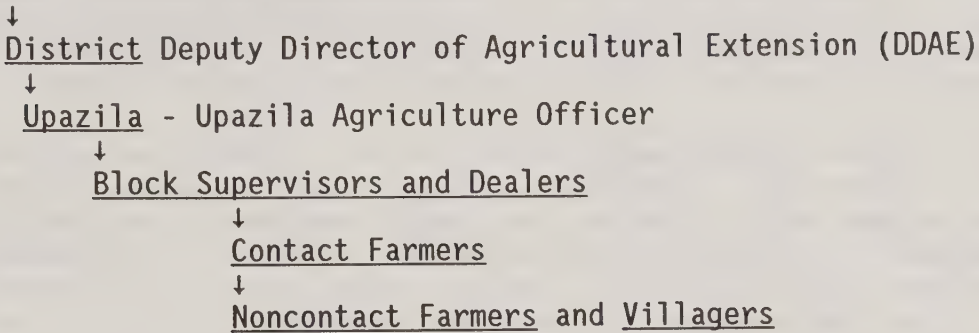 ↓
District Deputy Director of Agricultural Extension (DDAE)
↓
Upazila - Upazila Agriculture Officer
↓
Block Supervisors and Dealers
↓
Contact Farmers
↓
Noncontact Farmers and Villagers